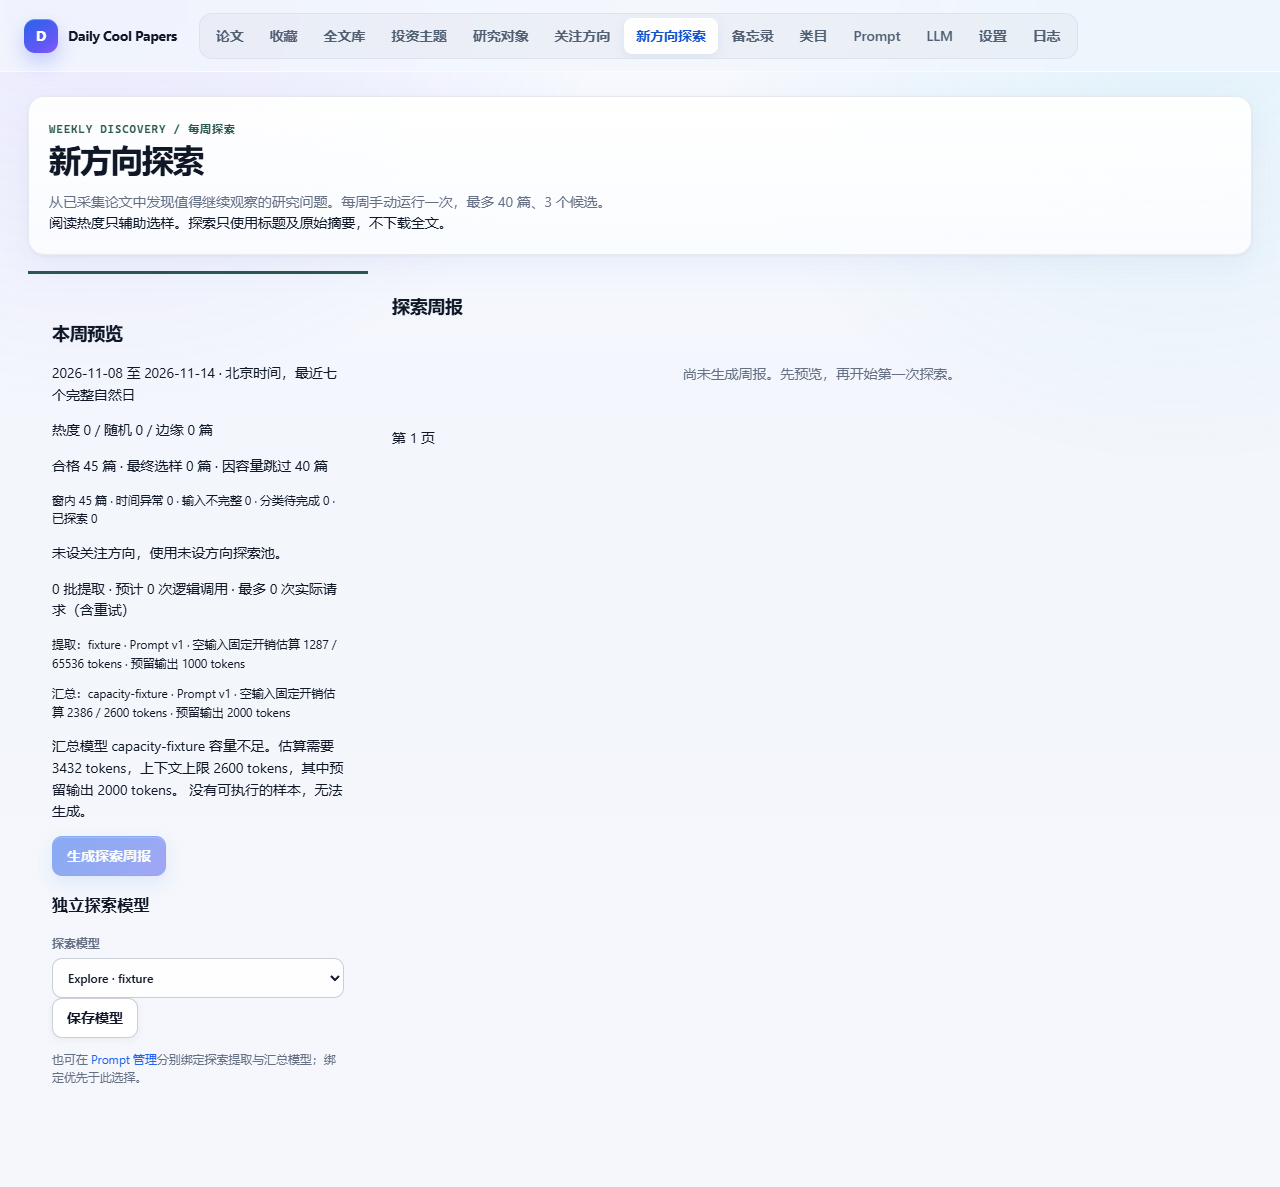 D Daily Cool Papers 论文 收藏 全文库 投资主题 研究对象 关注方向 新方向探索 备忘录 类目 Prompt LLM 设置 日志
WEEKLY DISCOVERY / 每周探索
新方向探索
从已采集论文中发现值得继续观察的研究问题。每周手动运行一次，最多 40 篇、3 个候选。
阅读热度只辅助选样。探索只使用标题及原始摘要，不下载全文。
本周预览
2026-11-08 至 2026-11-14 · 北京时间，最近七
个完整自然日
热度 0 / 随机 0 / 边缘 0 篇
合格 45 篇 · 最终选样 0 篇 · 因容量跳过 40 篇
窗内 45 篇 · 时间异常 0 · 输入不完整 0 · 分类待完成 0 ·
已探索 0
未设关注方向，使用未设方向探索池。
0 批提取 · 预计 0 次逻辑调用 · 最多 0 次实际请
求（含重试）
提取：fixture · Prompt v1 · 空输入固定开销估算 1287 /
65536 tokens · 预留输出 1000 tokens
汇总：capacity-fixture · Prompt v1 · 空输入固定开销估
算 2386 / 2600 tokens · 预留输出 2000 tokens
汇总模型 capacity-fixture 容量不足。估算需要
3432 tokens，上下文上限 2600 tokens，其中预
留输出 2000 tokens。 没有可执行的样本，无法
生成。
生成探索周报
独立探索模型
探索模型
Explore · fixture
保存模型
也可在 Prompt 管理分别绑定探索提取与汇总模型；绑
定优先于此选择。
探索周报
尚未生成周报。先预览，再开始第一次探索。
第 1 页